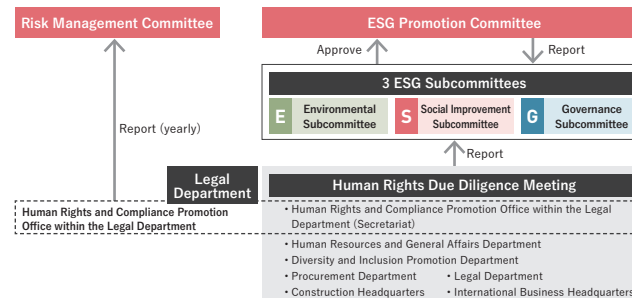 Risk Management Committee
ESG Promotion Committee
Approve
Report
3 ESG Subcommittees
E
Environmental
Subcommittee
S
Social Improvement
Subcommittee
G
Governance
Subcommittee
Report (yearly)
Report
Legal
Department
Human Rights Due Diligence Meeting
Human Rights and Compliance Promotion
Office within the Legal Department
• Human Rights and Compliance Promotion Office within the Legal
Department (Secretariat)
• Human Resources and General Affairs Department
• Diversity and Inclusion Promotion Department
• Procurement Department
• Legal Department
• Construction Headquarters
• International Business Headquarters